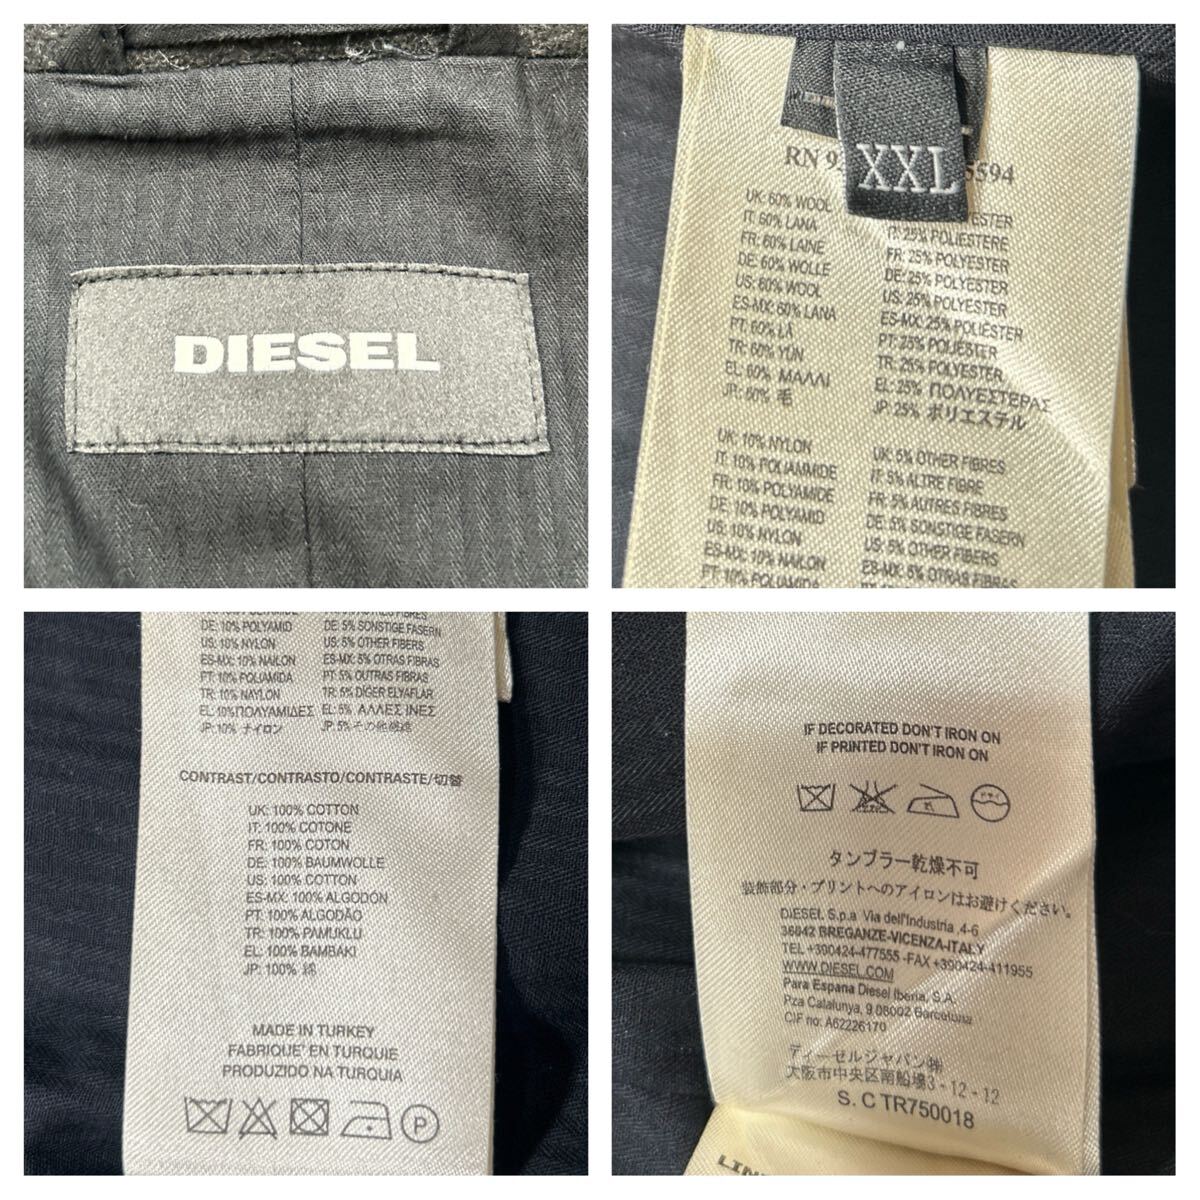 DIESEL
XXL
RN 9 5594
UK: 60% WOOL
IT: 60% LANA
FR: 60% LAINE
DE: 60% WOLLE
US: 60% WOOL
ES-MX: 60% LANA
PT: 60% LÃ
TR: 60% YÜN
EL: 60% ΜΑΛΛΙ
JP: 60% 毛
IT: 25% POLIESTERE
FR: 25% POLYESTER
DE: 25% POLYESTER
US: 25% POLYESTER
ES-MX: 25% POLIÉSTER
PT: 25% POLIESTER
TR: 25% POLYESTER
EL: 25% ΠΟΛΥΕΣΤΕΡΑΣ
JP: 25% ポリエステル
UK: 10% NYLON
IT: 10% POLIAMMIDE
FR: 10% POLYAMIDE
DE: 10% POLYAMID
US: 10% NYLON
ES-MX: 10% NAILON
PT: 10% POLIAMIDA
UK: 5% OTHER FIBRES
IT: 5% ALTRE FIBRE
FR: 5% AUTRES FIBRES
DE: 5% SONSTIGE FASERN
US: 5% OTHER FIBERS
ES-MX: 5% OTRAS FIBRAS
DE: 10% POLYAMID
US: 10% NYLON
ES-MX: 10% NAILON
PT: 10% POLIAMIDA
TR: 10% NAYLON
EL: 10% ΠΟΛΥΑΜΙΔΕΣ
JP: 10% ナイロン
DE: 5% SONSTIGE FASERN
US: 5% OTHER FIBERS
ES-MX: 5% OTRAS FIBRAS
PT: 5% OUTRAS FIBRAS
TR: 5% DİĞER ELYAFLAR
EL: 5% ΑΛΛΕΣ ΙΝΕΣ
JP: 5% その他繊維
CONTRAST/CONTRASTO/CONTRASTE/切替
UK: 100% COTTON
IT: 100% COTONE
FR: 100% COTON
DE: 100% BAUMWOLLE
US: 100% COTTON
ES-MX: 100% ALGODON
PT: 100% ALGODÃO
TR: 100% PAMUKLU
EL: 100% BAMBAKI
JP: 100% 綿
MADE IN TURKEY
FABRIQUE' EN TURQUIE
PRODUZIDO NA TURQUIA
P
IF DECORATED DON'T IRON ON
IF PRINTED DON'T IRON ON
ドライ
タンブラー乾燥不可
装飾部分・プリントへのアイロンはお避けください。
DIESEL S.p.a Via dell'Industria ,4-6
36042 BREGANZE-VICENZA-ITALY
TEL +390424-477555 -FAX +390424-411955
WWW.DIESEL.COM
Para Espana Diesel Iberia, S.A.
Pza Catalunya, 9 08002 Barcelona
CIF no: A62226170
ディーゼルジャパン㈱
大阪市中央区南船場3-12-12
S. C TR750018